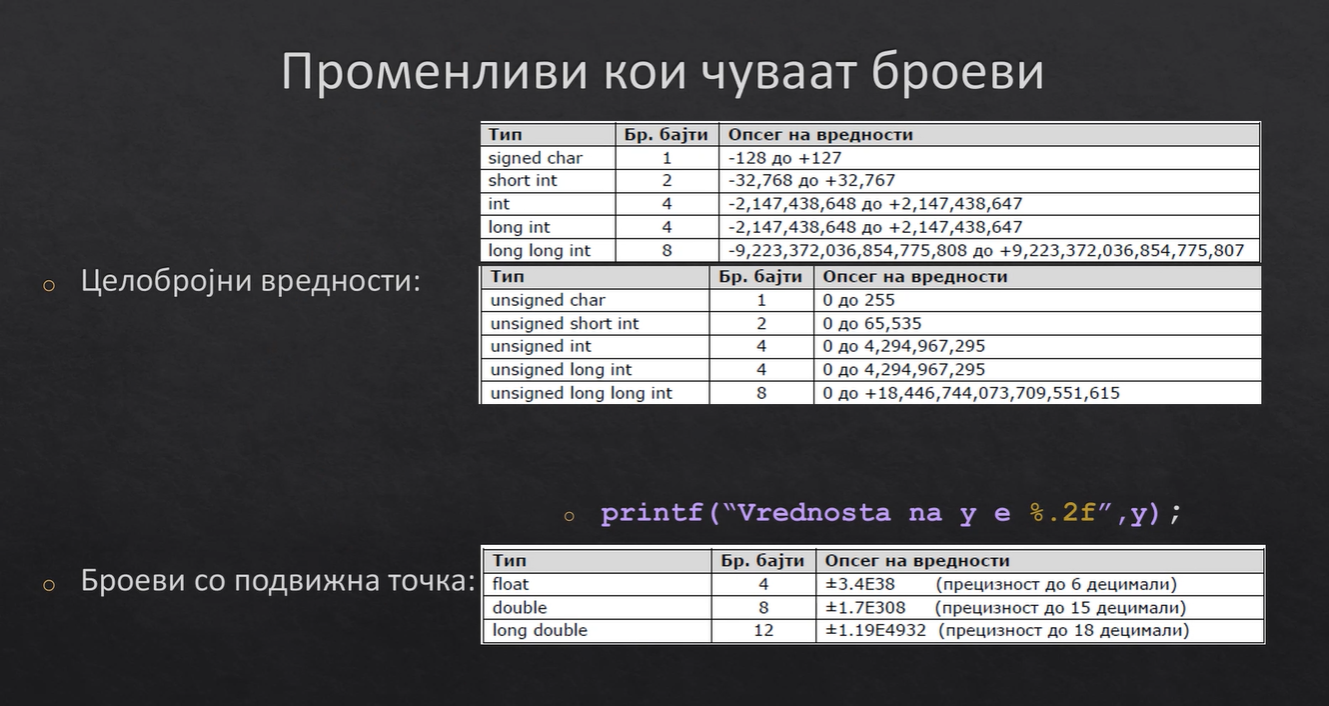 Променливи кои чуваат броеви
Тип Бр. бајти Опсег на вредности
signed char 1 -128 до +127
short int 2 -32,768 до +32,767
int 4 -2,147,438,648 до +2,147,438,647
long int 4 -2,147,438,648 до +2,147,438,647
long long int 8 -9,223,372,036,854,775,808 до +9,223,372,036,854,775,807
Целобројни вредности:
Тип Бр. бајти Опсег на вредности
unsigned char 1 0 до 255
unsigned short int 2 0 до 65,535
unsigned int 4 0 до 4,294,967,295
unsigned long int 4 0 до 4,294,967,295
unsigned long long int 8 0 до +18,446,744,073,709,551,615
printf(“Vrednosta na y e %.2f”,y);
Броеви со подвижна точка:
Тип Бр. бајти Опсег на вредности
float 4 ±3.4E38 (прецизност до 6 децимали)
double 8 ±1.7E308 (прецизност до 15 децимали)
long double 12 ±1.19E4932 (прецизност до 18 децимали)